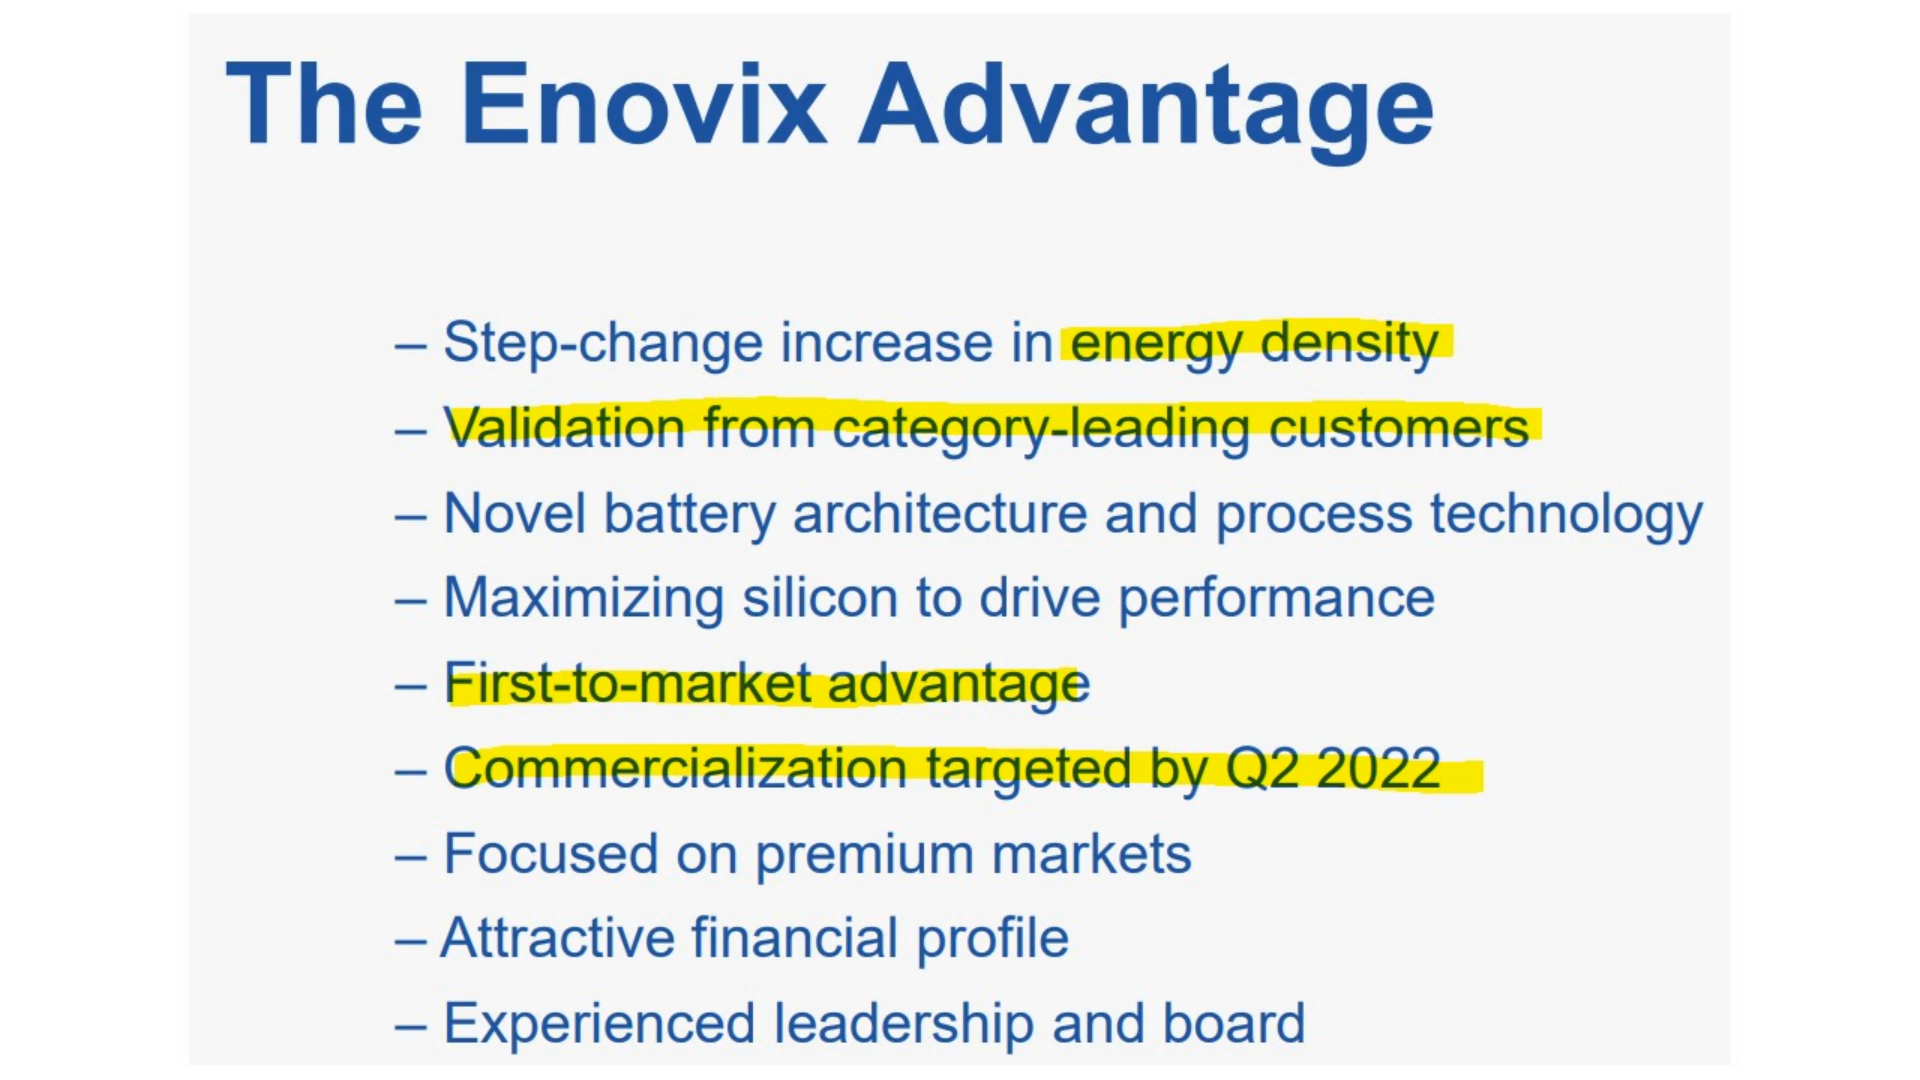 The Enovix Advantage
– Step-change increase in energy density
– Validation from category-leading customers
– Novel battery architecture and process technology
– Maximizing silicon to drive performance
– First-to-market advantage
– Commercialization targeted by Q2 2022
– Focused on premium markets
– Attractive financial profile
– Experienced leadership and board